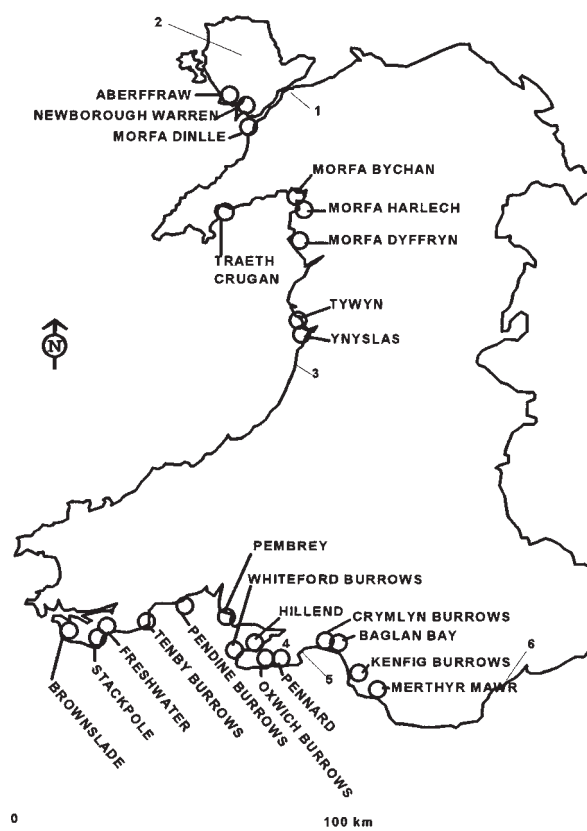 2
ABERFFRAW
NEWBOROUGH WARREN
1
MORFA DINLLE
MORFA BYCHAN
MORFA HARLECH
MORFA DYFFRYN
TRAETH
CRUGAN
TYWYN
N
YNYSLAS
3
PEMBREY
WHITEFORD BURROWS
HILLEND
CRYMLYN BURROWS
4
BAGLAN BAY
6
5
KENFIG BURROWS
MERTHYR MAWR
PENNARD
OXWICH BURROWS
PENDINE BURROWS
TENBY BURROWS
FRESHWATER
STACKPOLE
BROWNSLADE
0
100 km